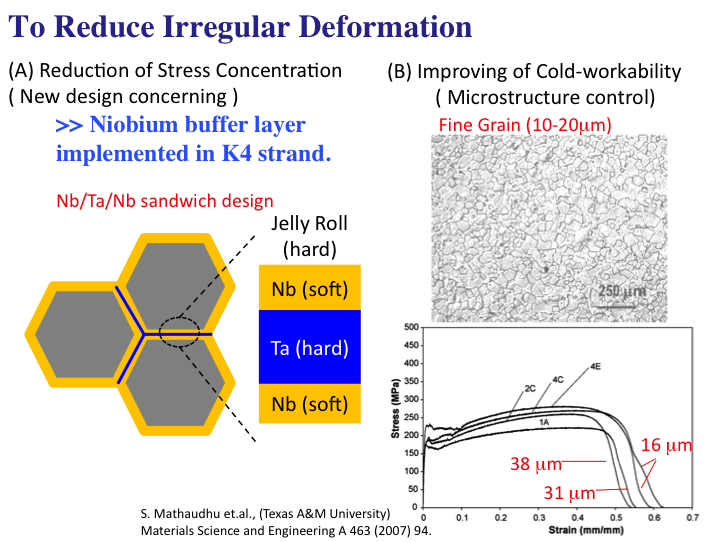 To Reduce Irregular Deformation
(A) Reduction of Stress Concentration
( New design concerning )
>> Niobium buffer layer
implemented in K4 strand.
Nb/Ta/Nb sandwich design
Jelly Roll
(hard)
Nb (soft)
Ta (hard)
Nb (soft)
(B) Improving of Cold-workability
( Microstructure control)
Fine Grain (10-20μm)
250 μm
Stress (MPa)
500
450
400
350
300
250
200
150
100
50
0
0 0.1 0.2 0.3 0.4 0.5 0.6 0.7
Strain (mm/mm)
2C
4C
4E
1A
38 μm
31 μm
16 μm
S. Mathaudhu et.al., (Texas A&M University)
Materials Science and Engineering A 463 (2007) 94.